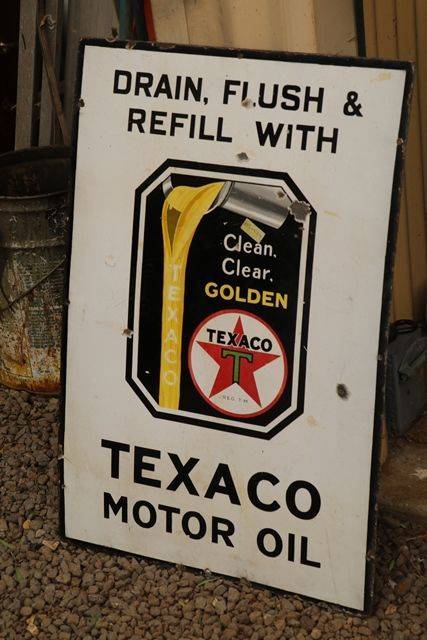 DRAIN, FLUSH &
REFILL WITH
Clean,
Clear,
GOLDEN
TEXACO
TEXACO
T
REG. T.M.
TEXACO
MOTOR OIL